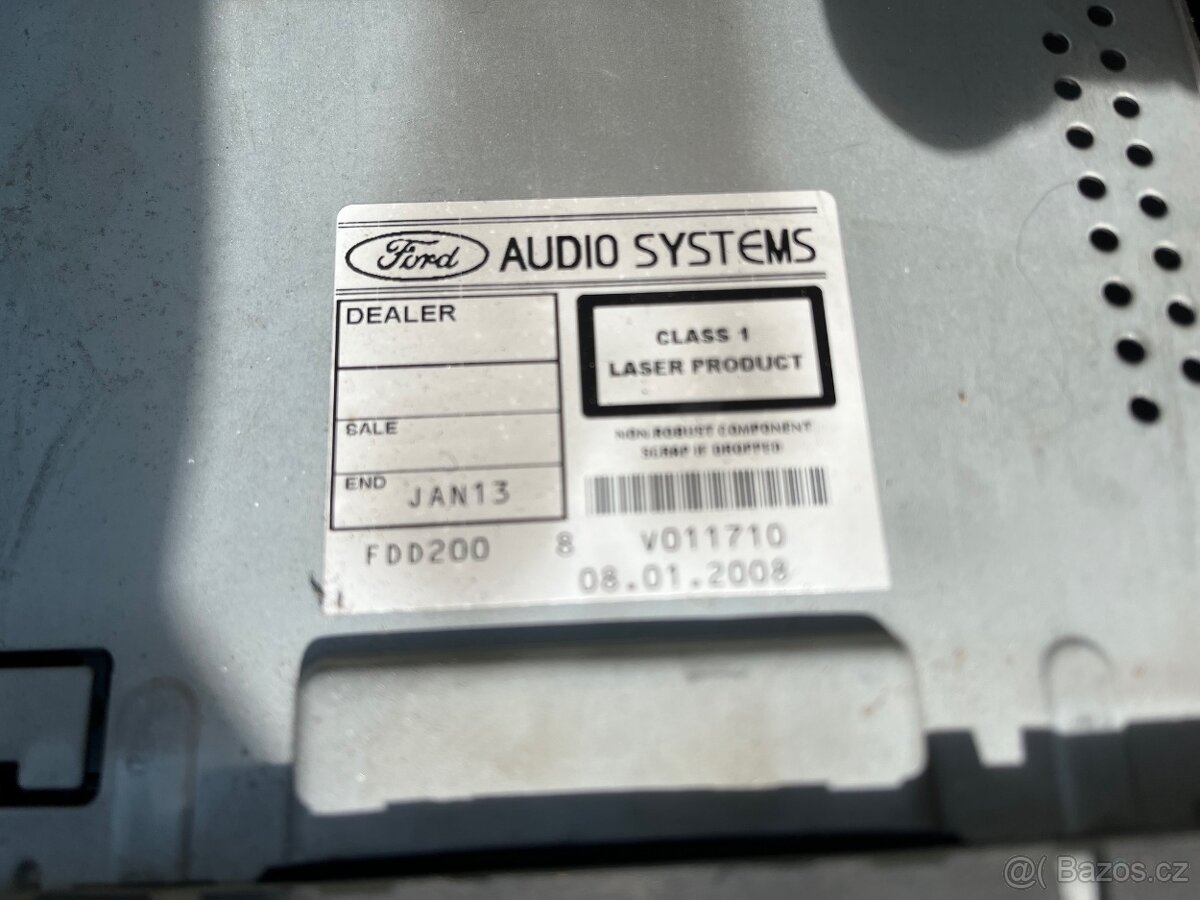 Ford AUDIO SYSTEMS
DEALER
CLASS 1
LASER PRODUCT
SALE
NON-ROBUST COMPONENT
SCRAP IF DROPPED
END JAN13
FDD200 8 V011710
08.01.2008
@( Bazos.cz